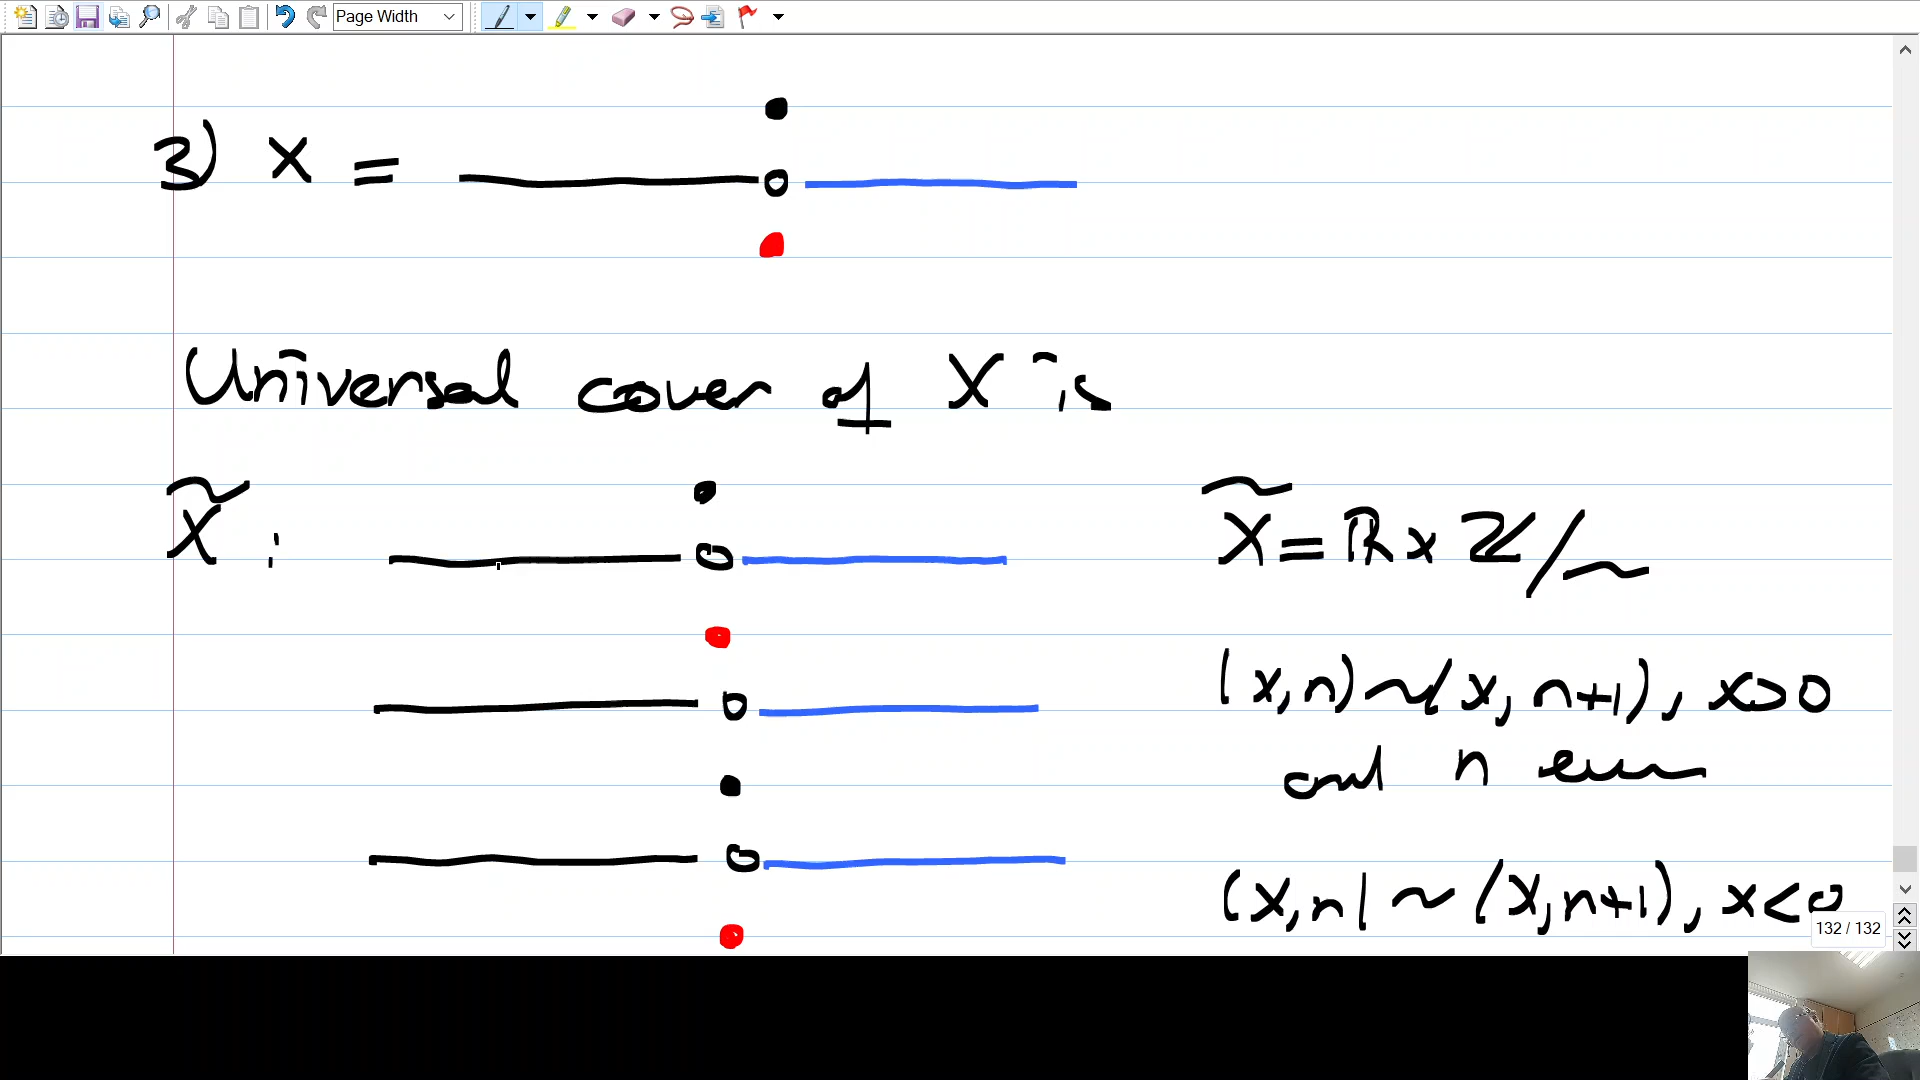 Page Width
3) X =
Universal cover of X is
X̃ :
X̃ = ℝ × ℤ/~
(x,n) ~ (x, n+1), x>0
and n even
(x,n) ~ (x,n+1), x<0
132 / 132